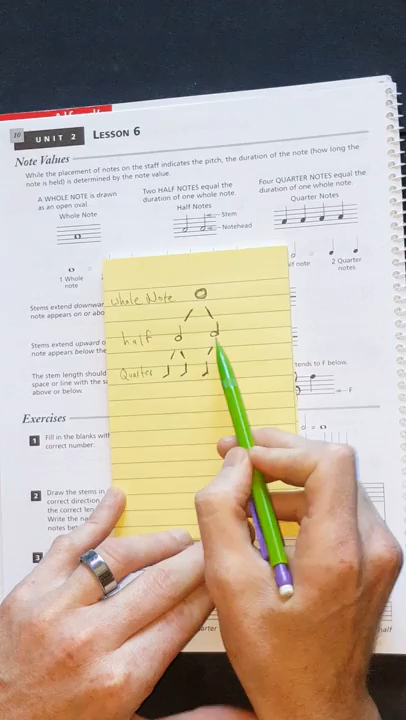 10 UNIT 2 LESSON 6
Note Values
While the placement of notes on the staff indicates the pitch, the duration of the note (how long the
note is held) is determined by the note value.
A WHOLE NOTE is drawn
as an open oval.
Whole Note
Two HALF NOTES equal the
duration of one whole note.
Half Notes
Stem
Notehead
Four QUARTER NOTES equal the
duration of one whole note.
Quarter Notes
1 Whole
note
=
half note
2 Quarter
notes
Stems extend
note appears on or
Stems extend upward
note appears below the
The stem length should
space or line with the
above or below.
tends to F below.
F
whole Note
half
Quarter
Exercises
1 Fill in the blanks
correct number.
=
2 Draw the stems in
correct direction
the correct
Write the
notes
3